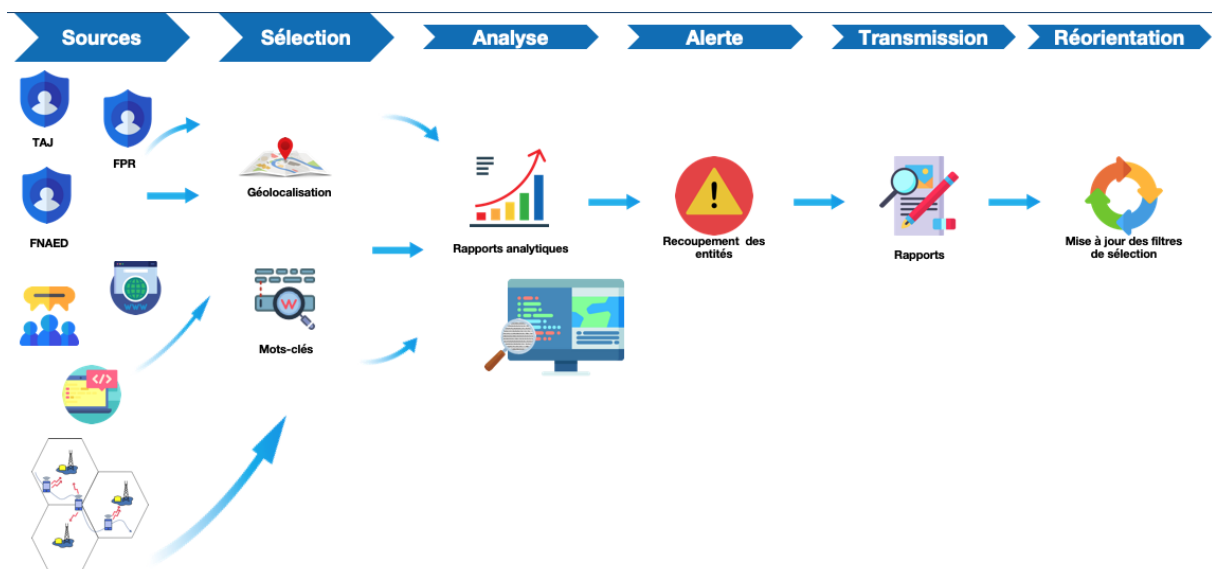 Sources
Sélection
Analyse
Alerte
Transmission
Réorientation
TAJ
FPR
FNAED
Géolocalisation
Mots-clés
W
WWW
</>
Rapports analytiques
Recoupement des
entités
Rapports
Mise à jour des filtres
de sélection